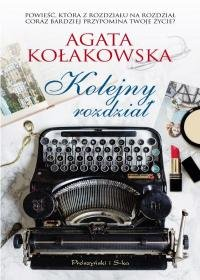 POWIEŚĆ, KTÓRA Z ROZDZIAŁU NA ROZDZIAŁ
CORAZ BARDZIEJ PRZYPOMINA TWOJE ŻYCIE?
AGATA
KOŁAKOWSKA
Kolejny
rozdział
Prószyński i S-ka